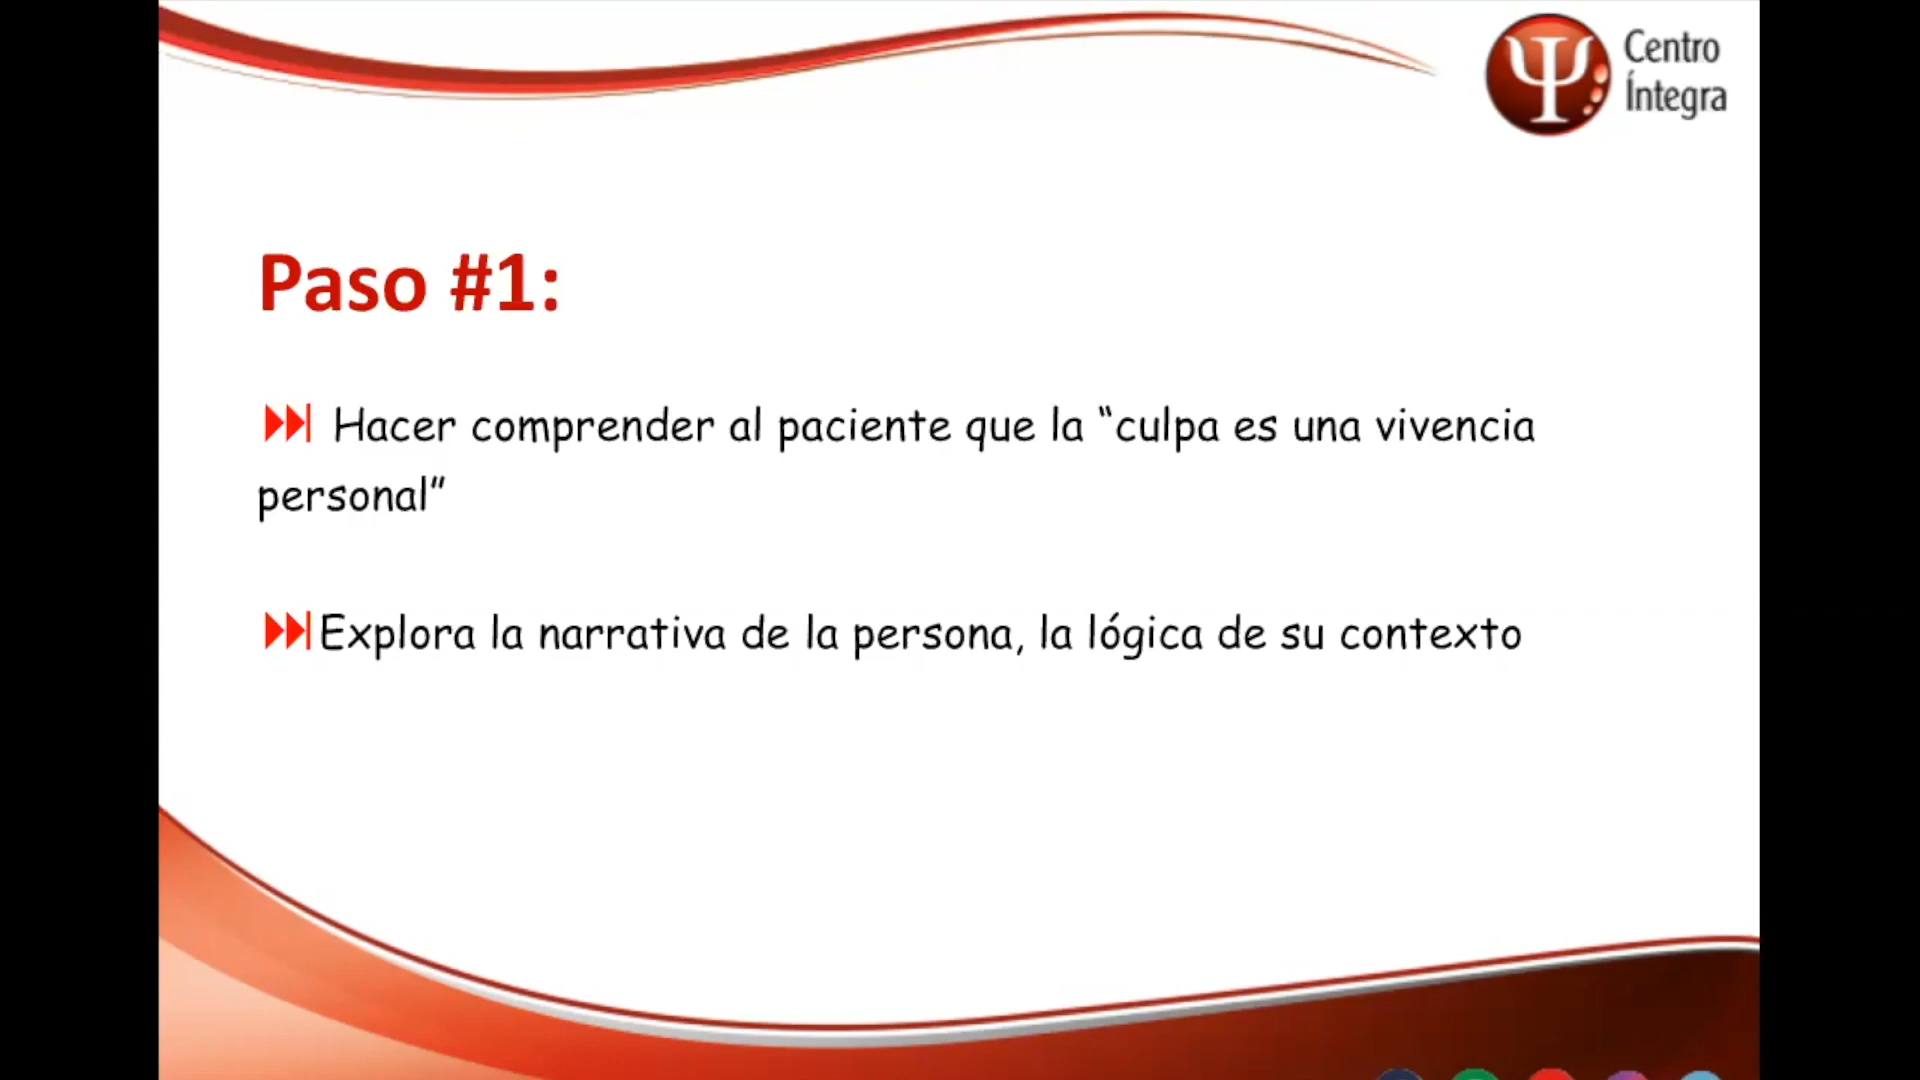 Centro
Íntegra
Paso #1:
Hacer comprender al paciente que la “culpa es una vivencia
personal”
Explora la narrativa de la persona, la lógica de su contexto